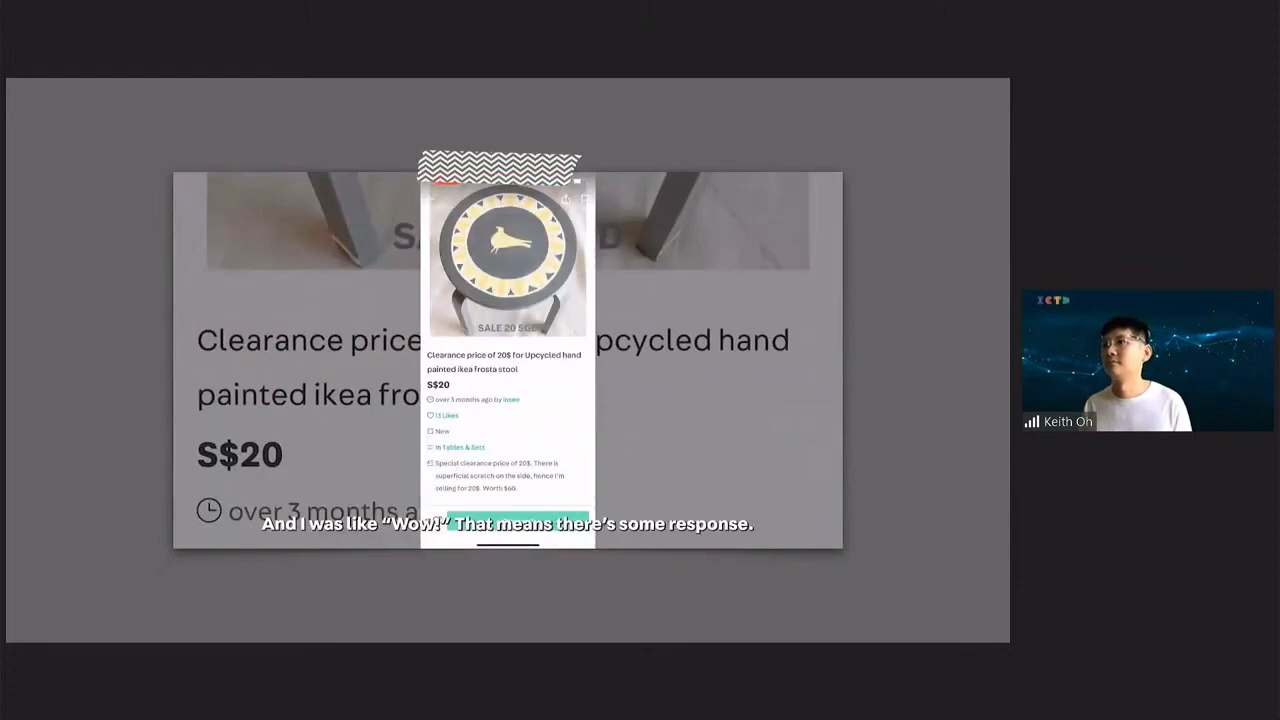 SALE 20 SGD
Clearance price
pcycled hand
painted ikea fro
S$20
over 3 months a
Clearance price of 20$ for Upcycled hand
painted ikea frosta stool
S$20
over 3 months ago by
13 Likes
New
In Tables & Sets
Special clearance price of 20$. There is
superficial scratch on the side, hence i'm
selling for 20$. Worth $60.
And I was like “Wow!” That means there’s some response.
ICTD
Keith Oh